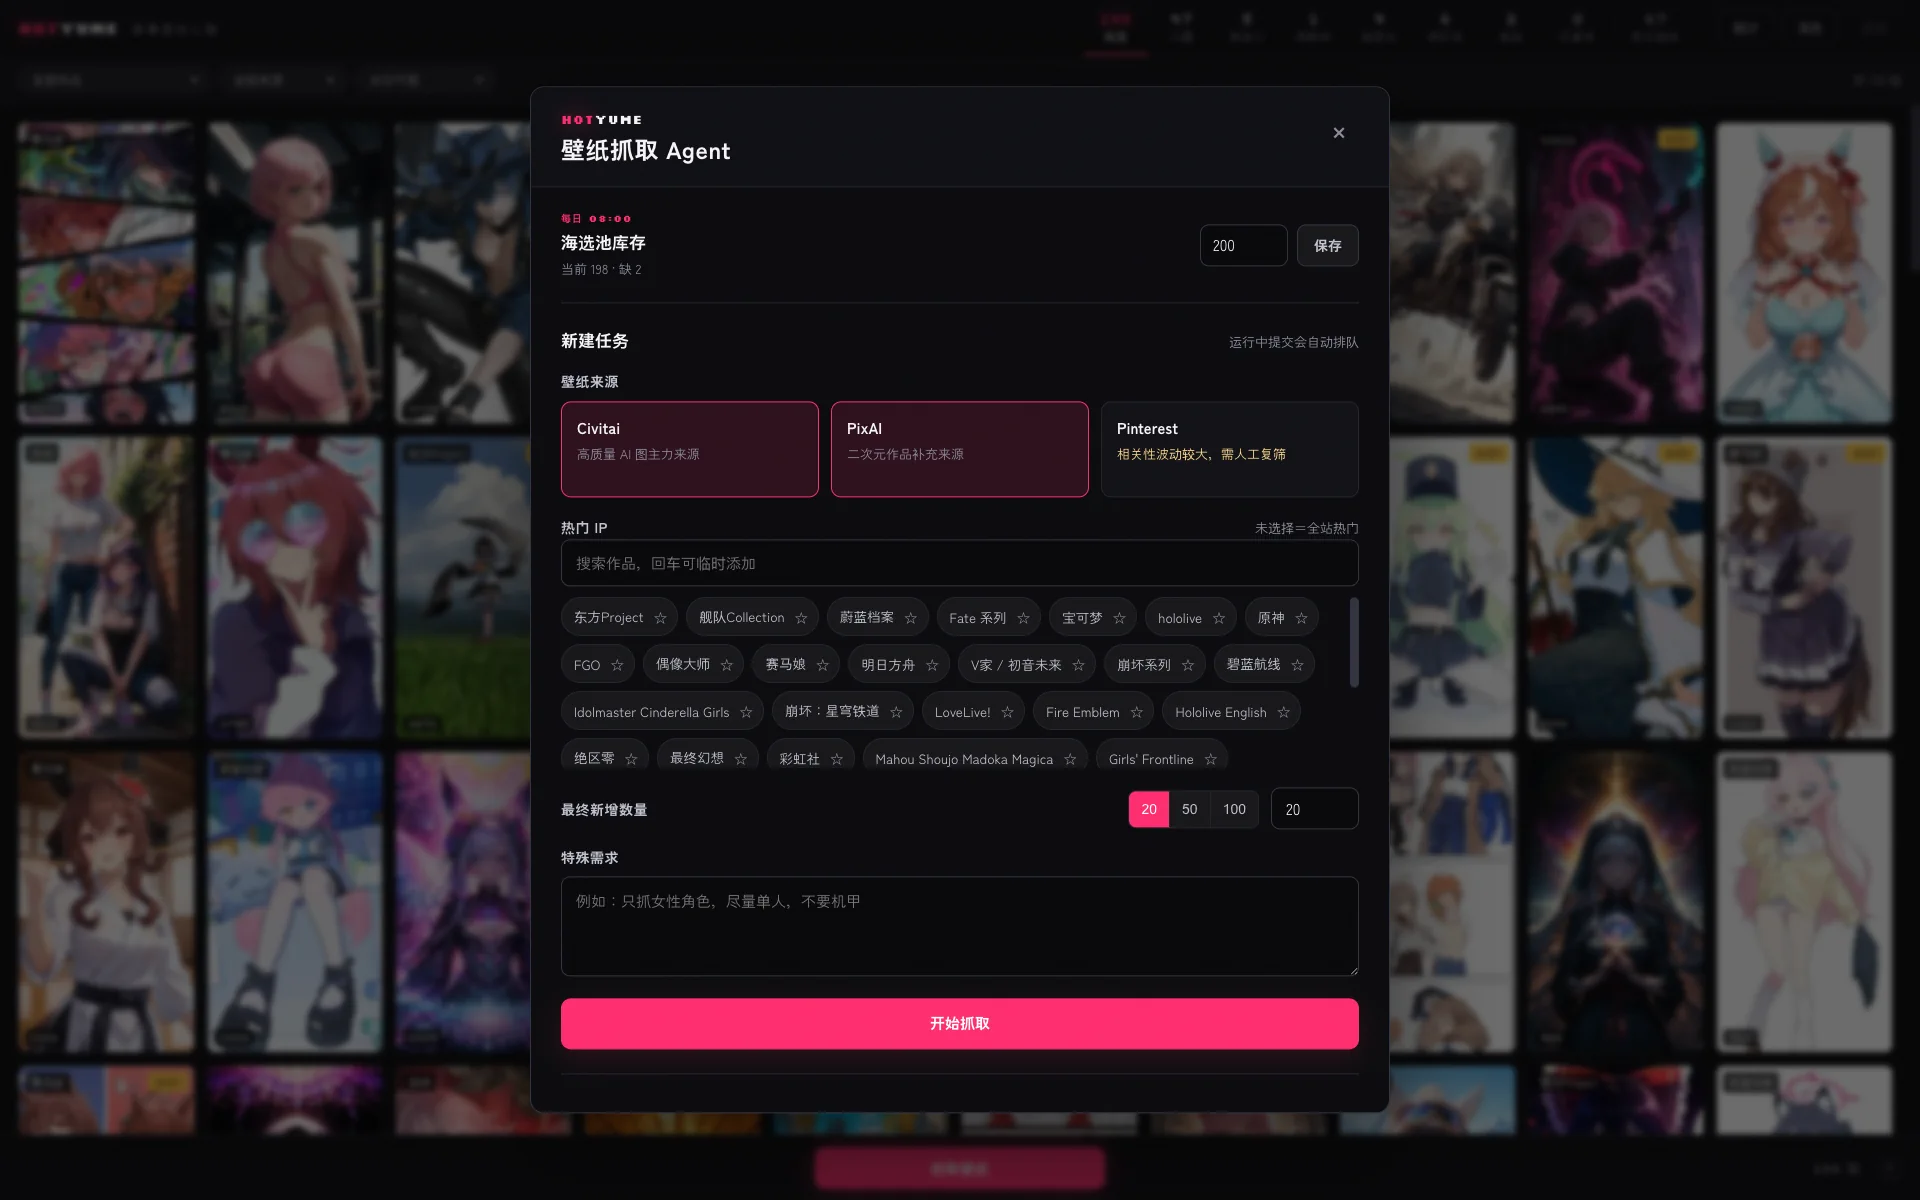 HOTYUME
壁纸抓取 Agent
×
每日 08:00
海选池库存
当前 198 · 缺 2
200
保存
新建任务
运行中提交会自动排队
壁纸来源
Civitai
高质量 AI 图主力来源
PixAI
二次元作品补充来源
Pinterest
相关性波动较大，需人工复筛
热门 IP
未选择＝全站热门
搜索作品，回车可临时添加
东方Project ☆ 舰队Collection ☆ 蔚蓝档案 ☆ Fate 系列 ☆ 宝可梦 ☆ hololive ☆ 原神 ☆
FGO ☆ 偶像大师 ☆ 赛马娘 ☆ 明日方舟 ☆ V家 / 初音未来 ☆ 崩坏系列 ☆ 碧蓝航线 ☆
Idolmaster Cinderella Girls ☆ 崩坏：星穹铁道 ☆ LoveLive! ☆ Fire Emblem ☆ Hololive English ☆
绝区零 ☆ 最终幻想 ☆ 彩虹社 ☆ Mahou Shoujo Madoka Magica ☆ Girls' Frontline ☆
最终新增数量
20 50 100 20
特殊需求
例如：只抓女性角色，尽量单人，不要机甲
开始抓取